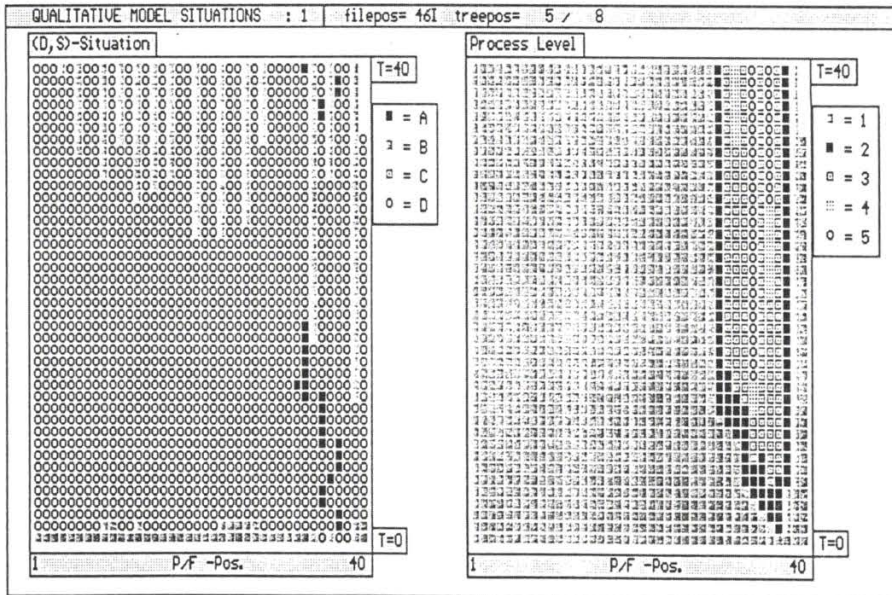 QUALITATIVE MODEL SITUATIONS : 1 filepos= 46I treepos= 5 / 8
(D,S)-Situation
T=40
■ = A
= B
= C
O = D
T=0
1 P/F -Pos. 40
Process Level
T=40
= 1
■ = 2
= 3
= 4
O = 5
T=0
1 P/F -Pos. 40